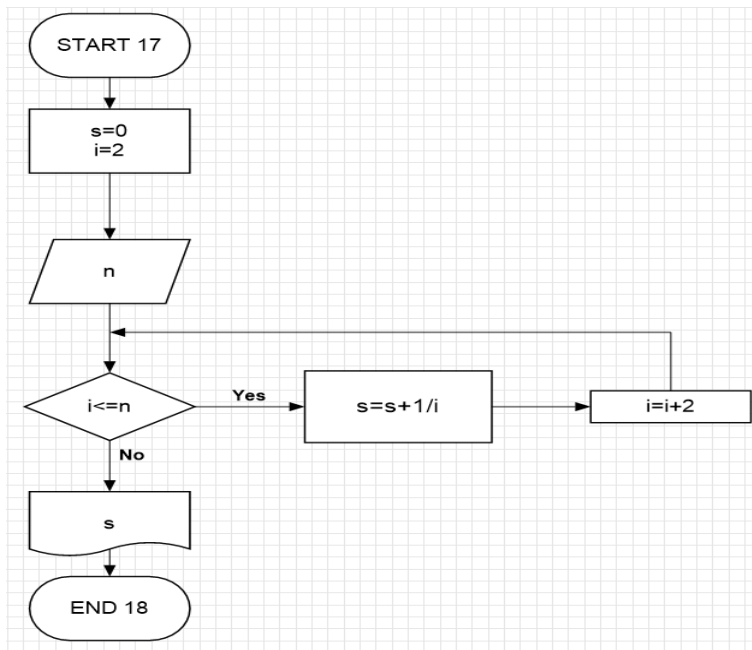 START 17
s=0
i=2
n
i<=n
Yes
s=s+1/i
i=i+2
No
s
END 18